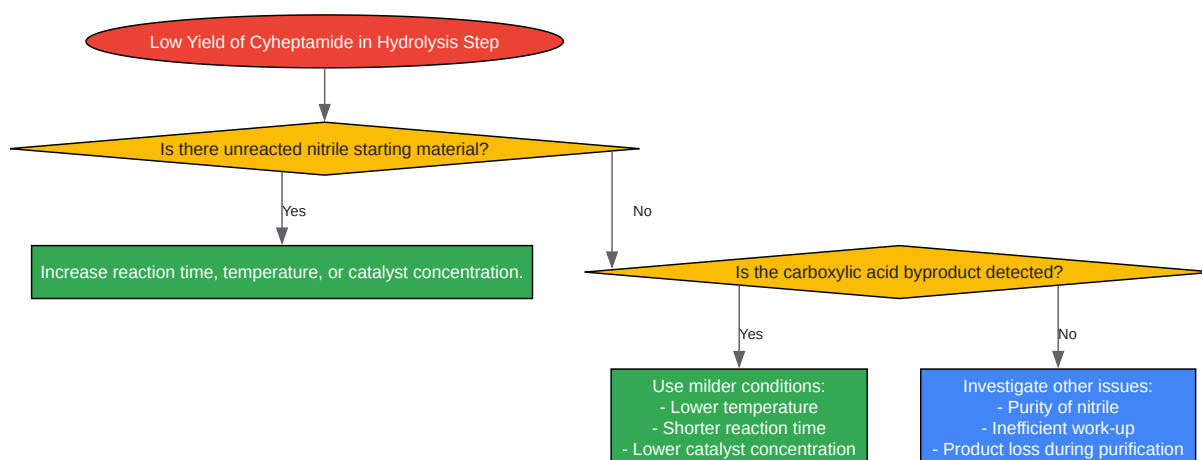 Low Yield of Cyheptamide in Hydrolysis Step
Is there unreacted nitrile starting material?
Yes
No
Increase reaction time, temperature, or catalyst concentration.
Is the carboxylic acid byproduct detected?
Yes
No
Use milder conditions:
- Lower temperature
- Shorter reaction time
- Lower catalyst concentration
Investigate other issues:
- Purity of nitrile
- Inefficient work-up
- Product loss during purification